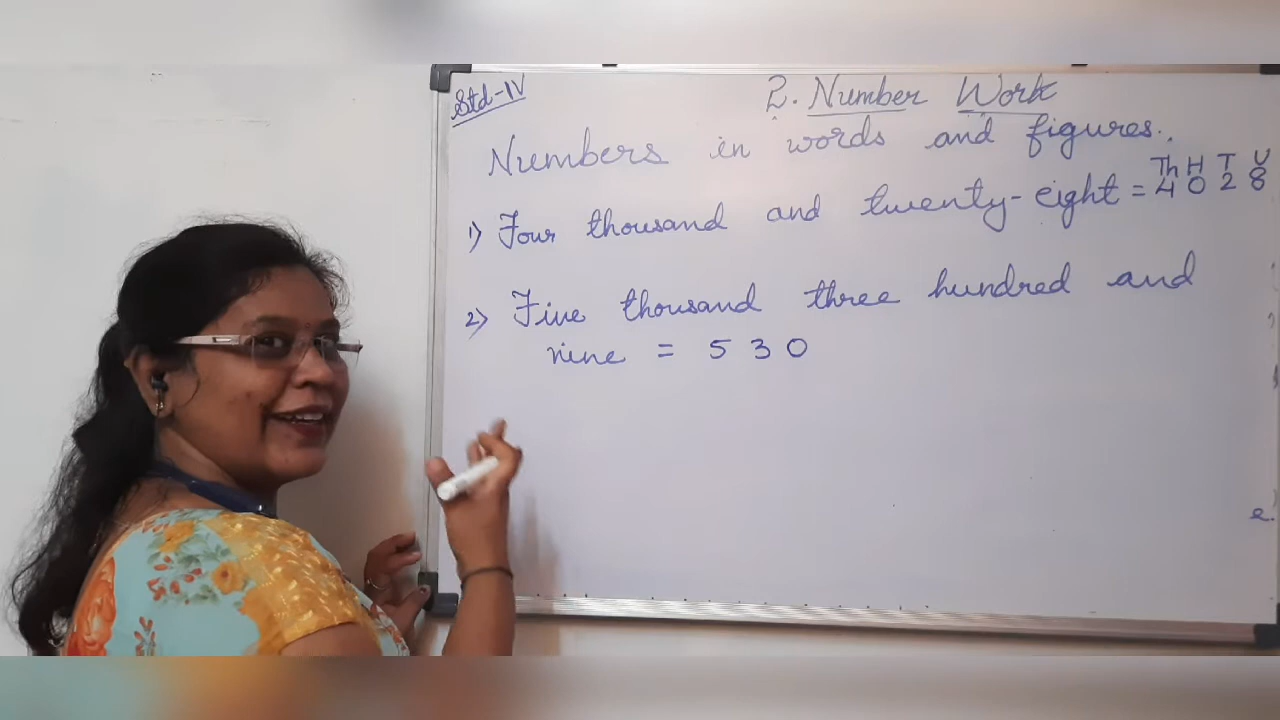 Std-IV
2. Number Work
Numbers in words and figures.
Th H T U
1) Four thousand and twenty-eight = 4 0 2 8
2) Five thousand three hundred and
nine = 5 3 0
e.